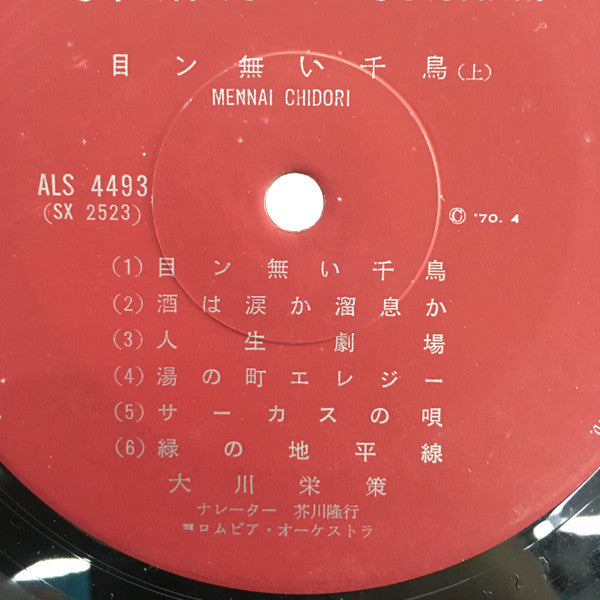 目ン無い千鳥(上)
MENNAI CHIDORI
ALS 4493
(SX 2523)
Ⓒ '70. 4
(1) 目ン無い千鳥
(2) 酒は涙か溜息か
(3) 人生劇場
(4) 湯の町エレジー
(5) サーカスの唄
(6) 緑の地平線
大川栄策
ナレーター 芥川隆行
コロムビア・オーケストラ